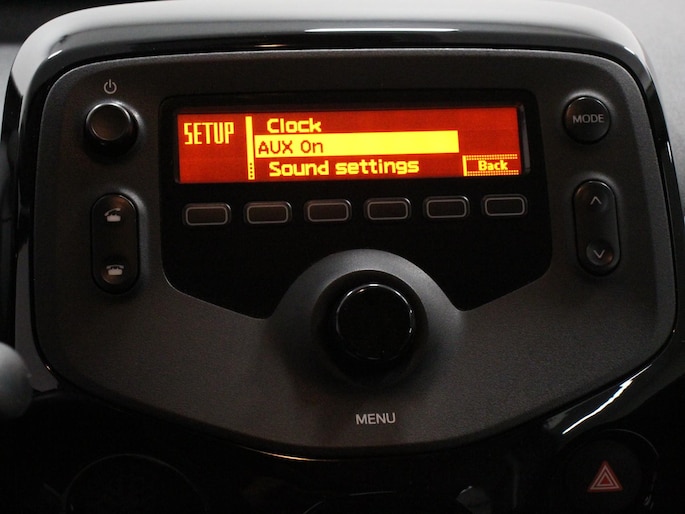 SETUP
Clock
AUX On
Sound settings
Back
MODE
MENU